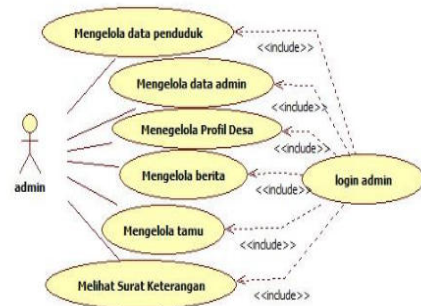 Mengelola data penduduk
<<include>>
Mengelola data admin
<<include>>
Menegelola Profil Desa
<<include>>
admin
Mengelola berita
<<include>>
login admin
Mengelola tamu
<<include>>
Melihat Surat Keterangan
<<include>>